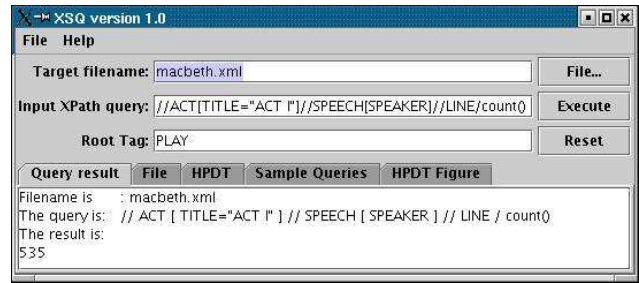 XSQ version 1.0
File Help
Target filename: macbeth.xml File...
Input XPath query: //ACT[TITLE="ACT I"]//SPEECH[SPEAKER]//LINE/count() Execute
Root Tag: PLAY Reset
Query result File HPDT Sample Queries HPDT Figure
Filename is : macbeth.xml
The query is: // ACT [ TITLE="ACT I" ] // SPEECH [ SPEAKER ] // LINE / count()
The result is:
535